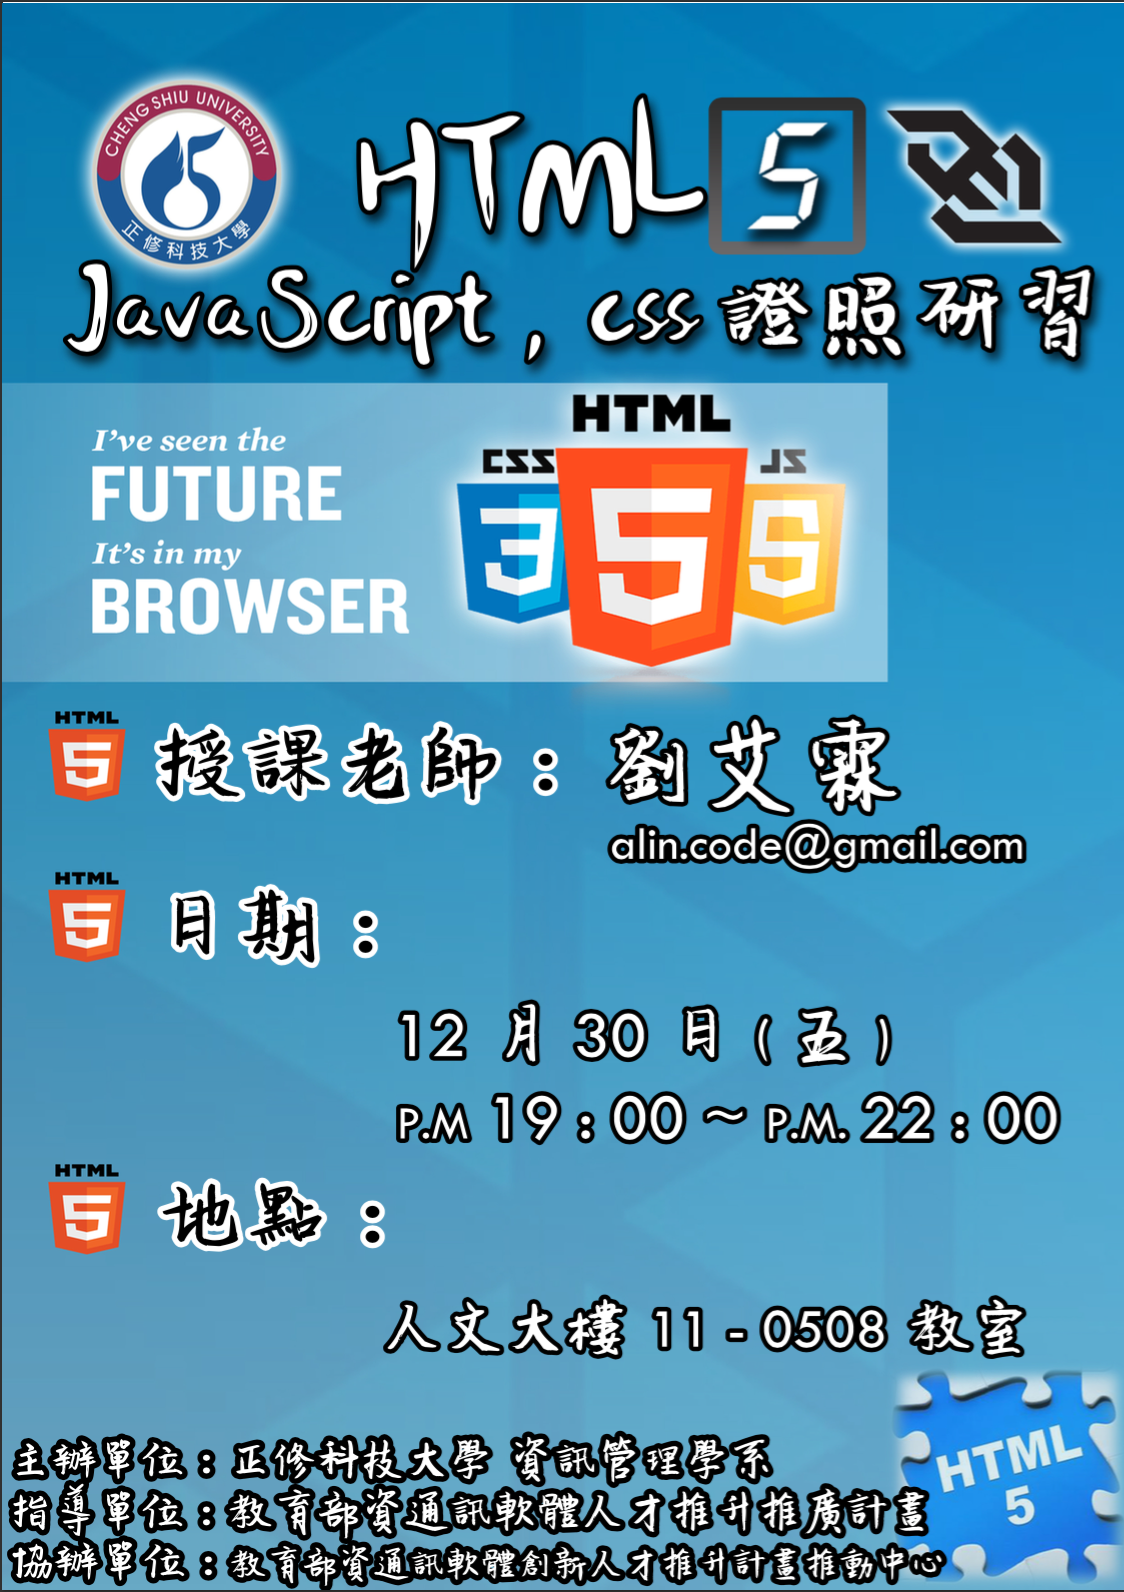 CHENG SHIU UNIVERSITY
正修科技大學
HTML 5
JavaScript , css 證照研習
I've seen the
FUTURE
It's in my
BROWSER
HTML
CSS
JS
3
5
5
HTML
5
授課老師 : 劉艾霖
alin.code@gmail.com
HTML
5
日期 :
12 月 30 日 ( 五 )
P.M 19 : 00 ~ P.M. 22 : 00
HTML
5
地點 :
人文大樓 11 - 0508 教室
HTML
5
主辦單位 : 正修科技大學 資訊管理學系
指導單位 : 教育部資通訊軟體人才推升推廣計畫
協辦單位 : 教育部資通訊軟體創新人才推升計畫推動中心